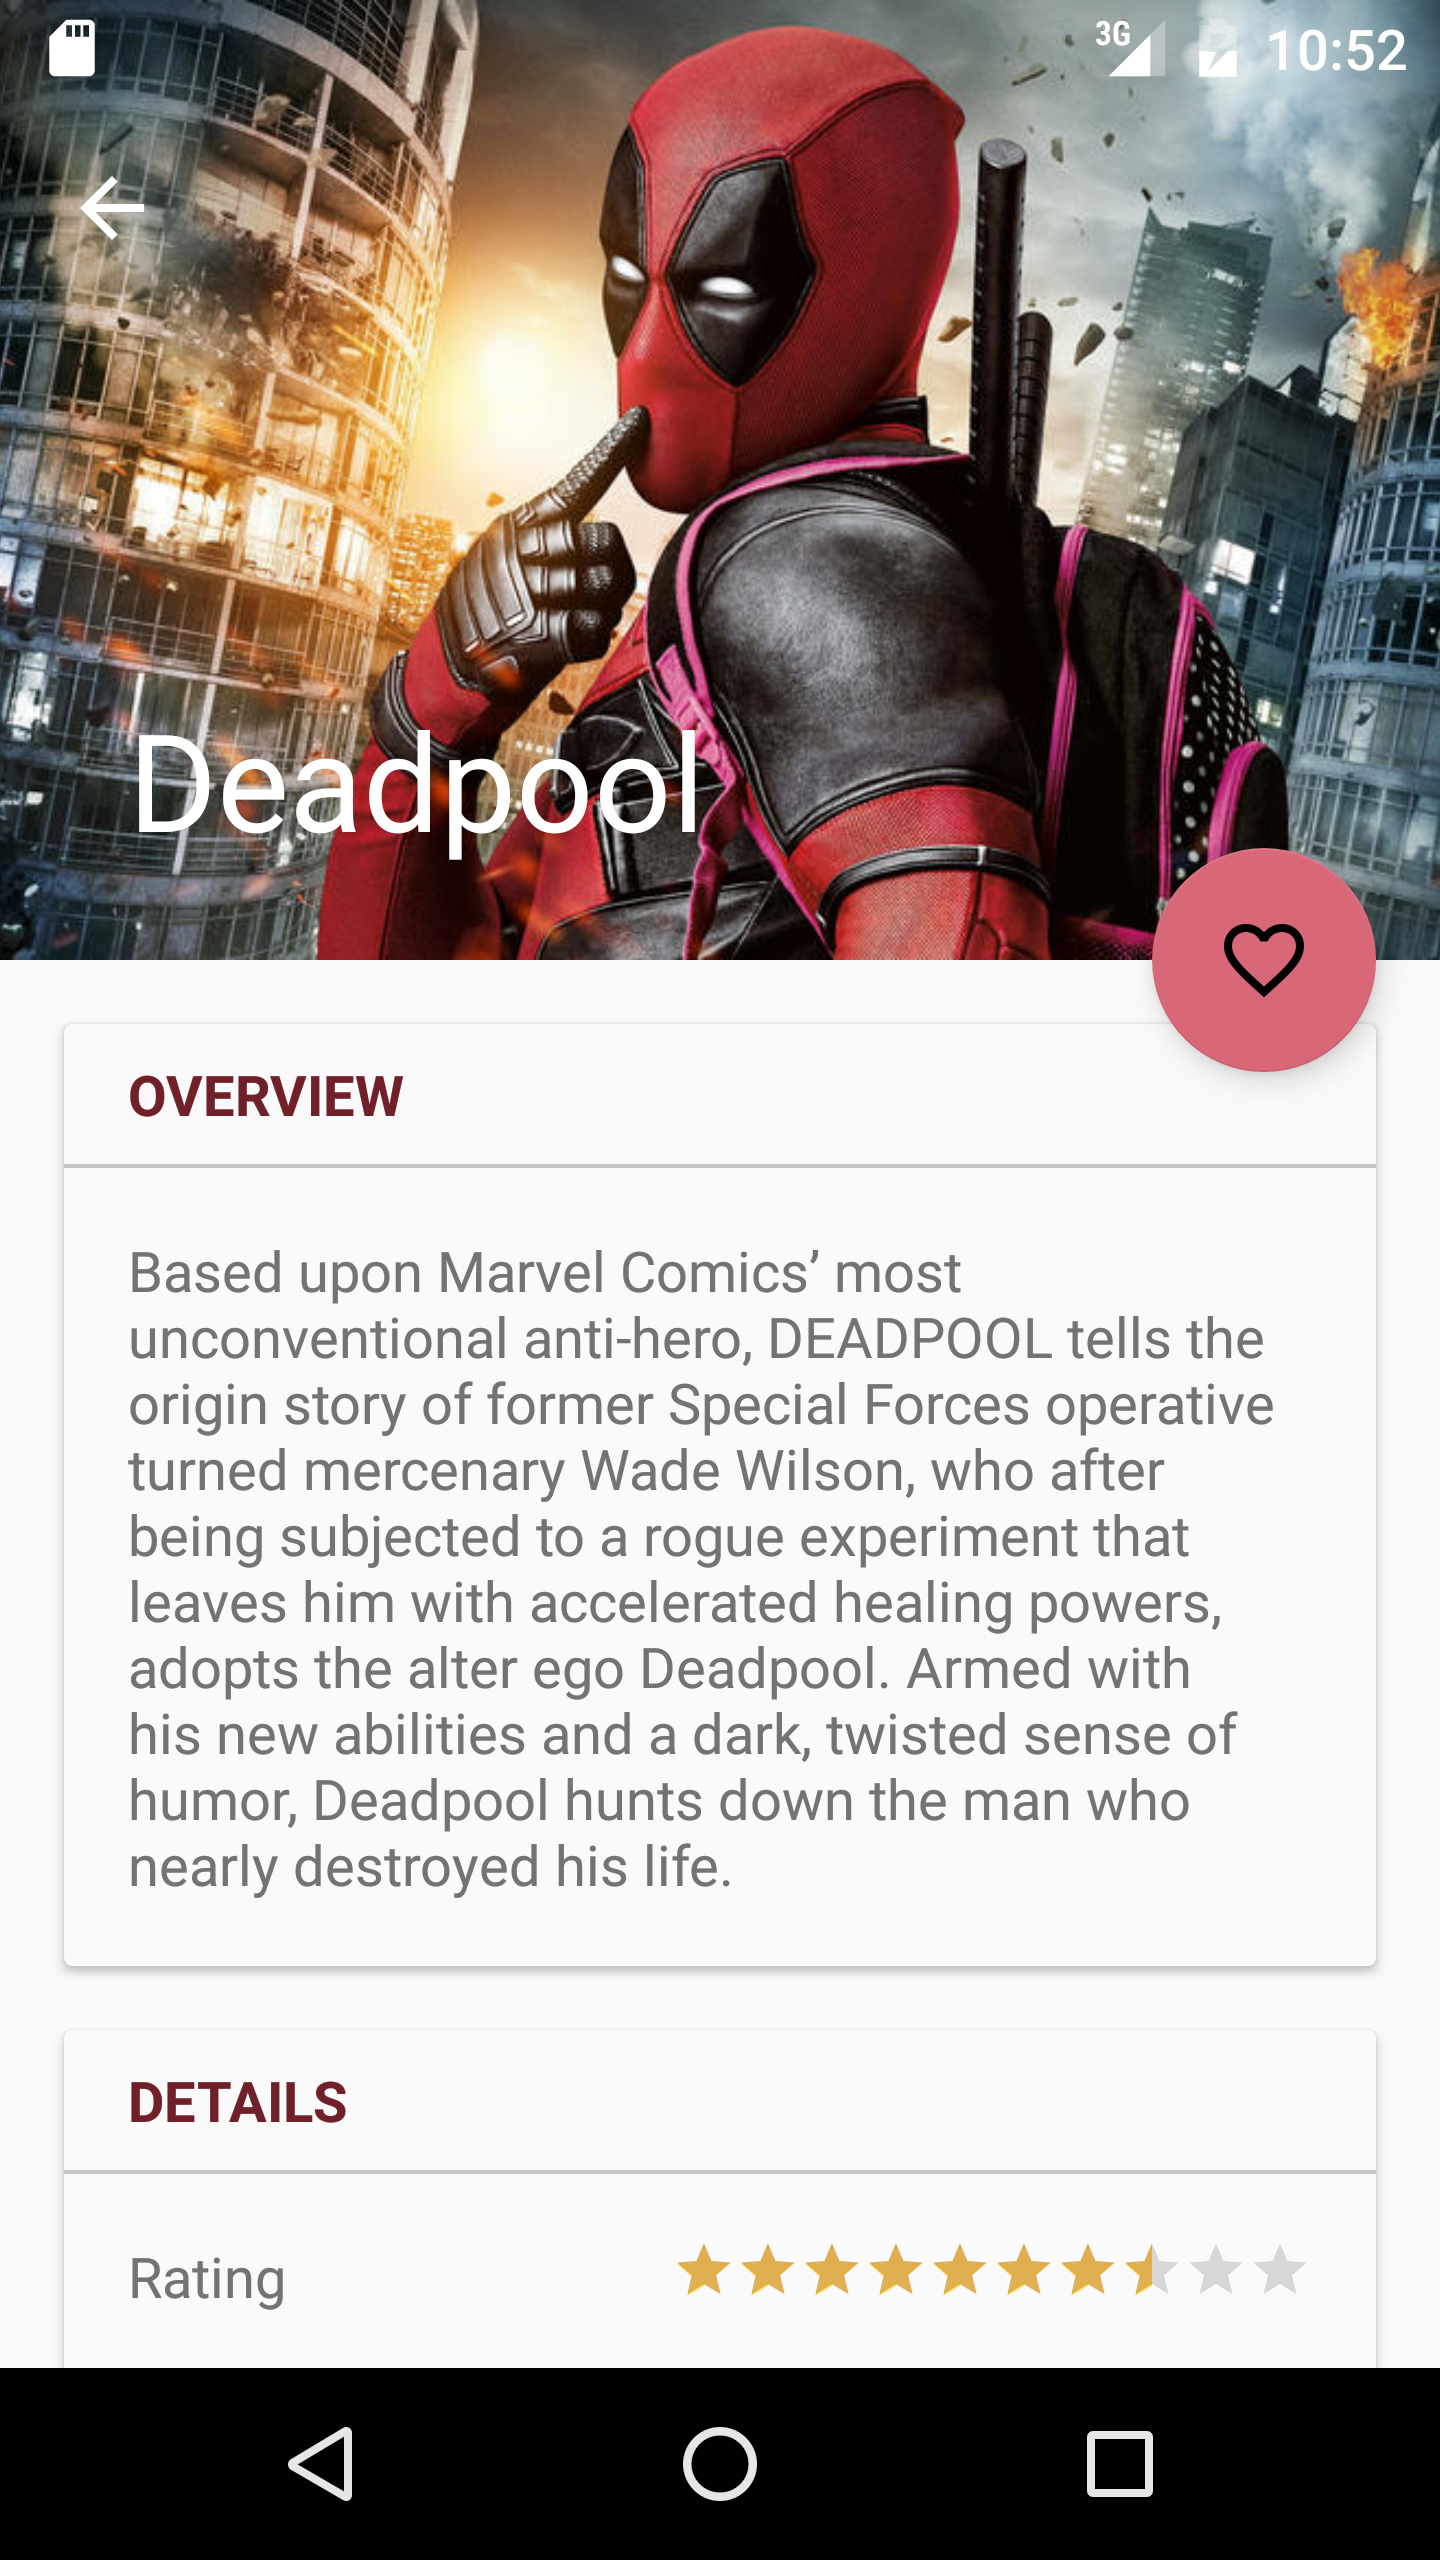 3G 10:52
Deadpool
OVERVIEW
Based upon Marvel Comics’ most
unconventional anti-hero, DEADPOOL tells the
origin story of former Special Forces operative
turned mercenary Wade Wilson, who after
being subjected to a rogue experiment that
leaves him with accelerated healing powers,
adopts the alter ego Deadpool. Armed with
his new abilities and a dark, twisted sense of
humor, Deadpool hunts down the man who
nearly destroyed his life.
DETAILS
Rating